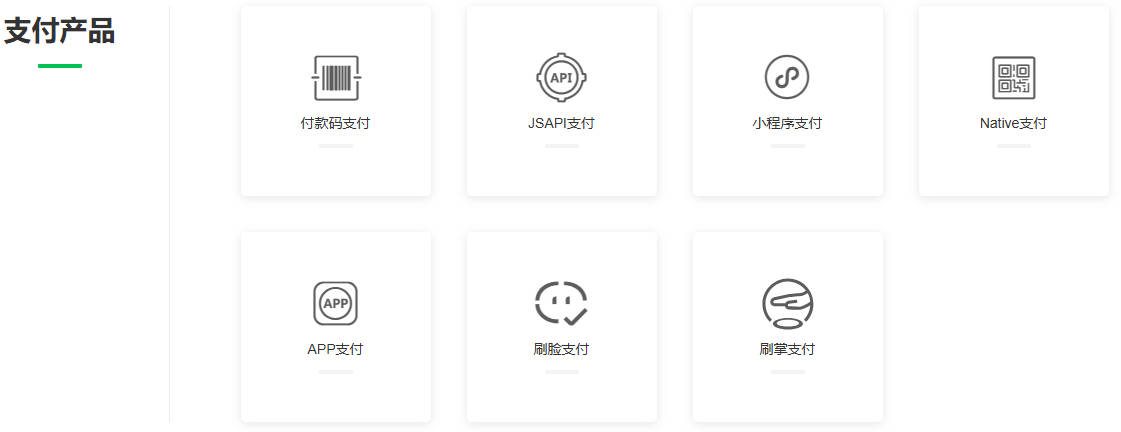 支付产品
付款码支付
API
JSAPI支付
小程序支付
Native支付
APP
APP支付
刷脸支付
刷掌支付